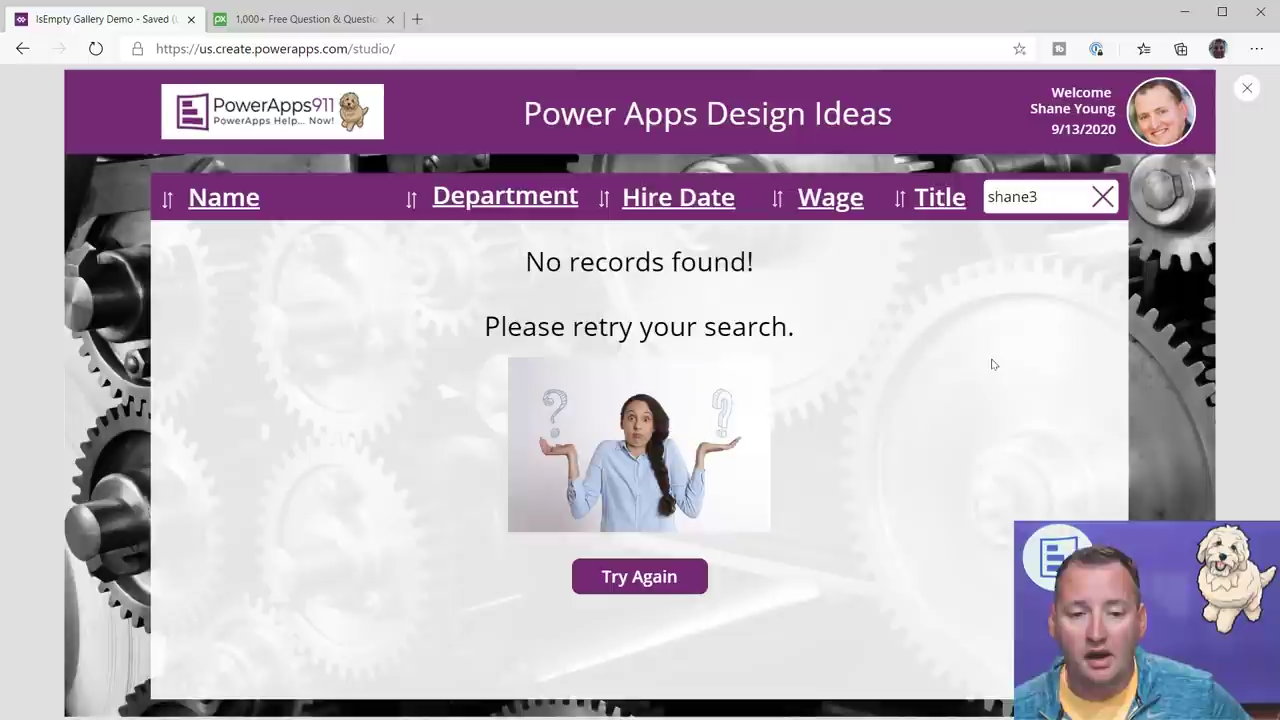 IsEmpty Gallery Demo - Saved (
1,000+ Free Question & Questio
https://us.create.powerapps.com/studio/
PowerApps911
PowerApps Help... Now!
Power Apps Design Ideas
Welcome
Shane Young
9/13/2020
Name
Department
Hire Date
Wage
Title
shane3
No records found!
Please retry your search.
? ?
Try Again